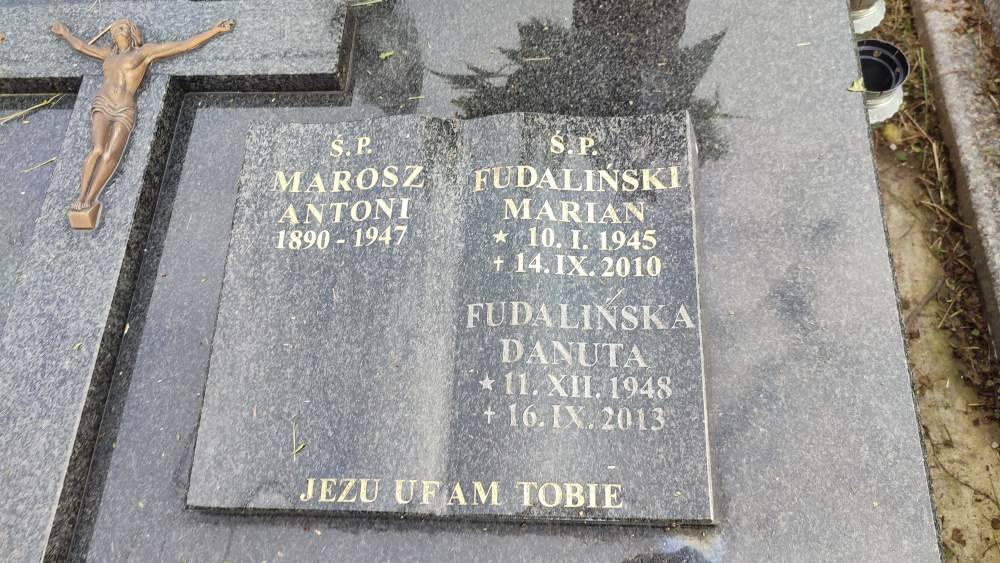 Ś.P.
MAROSZ
ANTONI
1890 - 1947
Ś.P.
FUDALIŃSKI
MARIAN
★ 10. I. 1945
† 14. IX. 2010
FUDALIŃSKA
DANUTA
★ 11. XII. 1948
† 16. IX. 2013
JEZU UFAM TOBIE